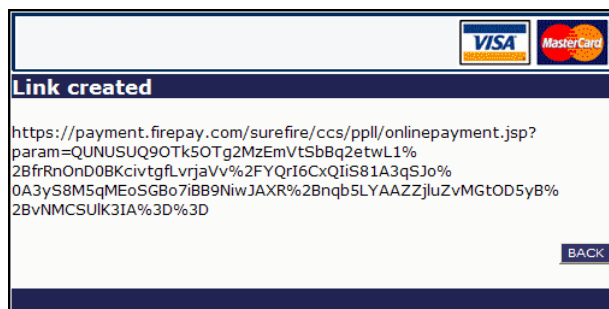 VISA MasterCard
Link created
https://payment.firepay.com/surefire/ccs/ppll/onlinepayment.jsp?
param=QUNUSUQ9OTk5OTg2MzEmVtSbBq2etwL1%
2BfrRnOnD0BKcivtgfLvrjaVv%2FYQrI6CxQIiS81A3qSJo%
0A3yS8M5qMEoSGBo7iBB9NiwJAXR%2Bnqb5LYAAZZjluZvMGtOD5yB%
2BvNMCSUlK3IA%3D%3D
BACK